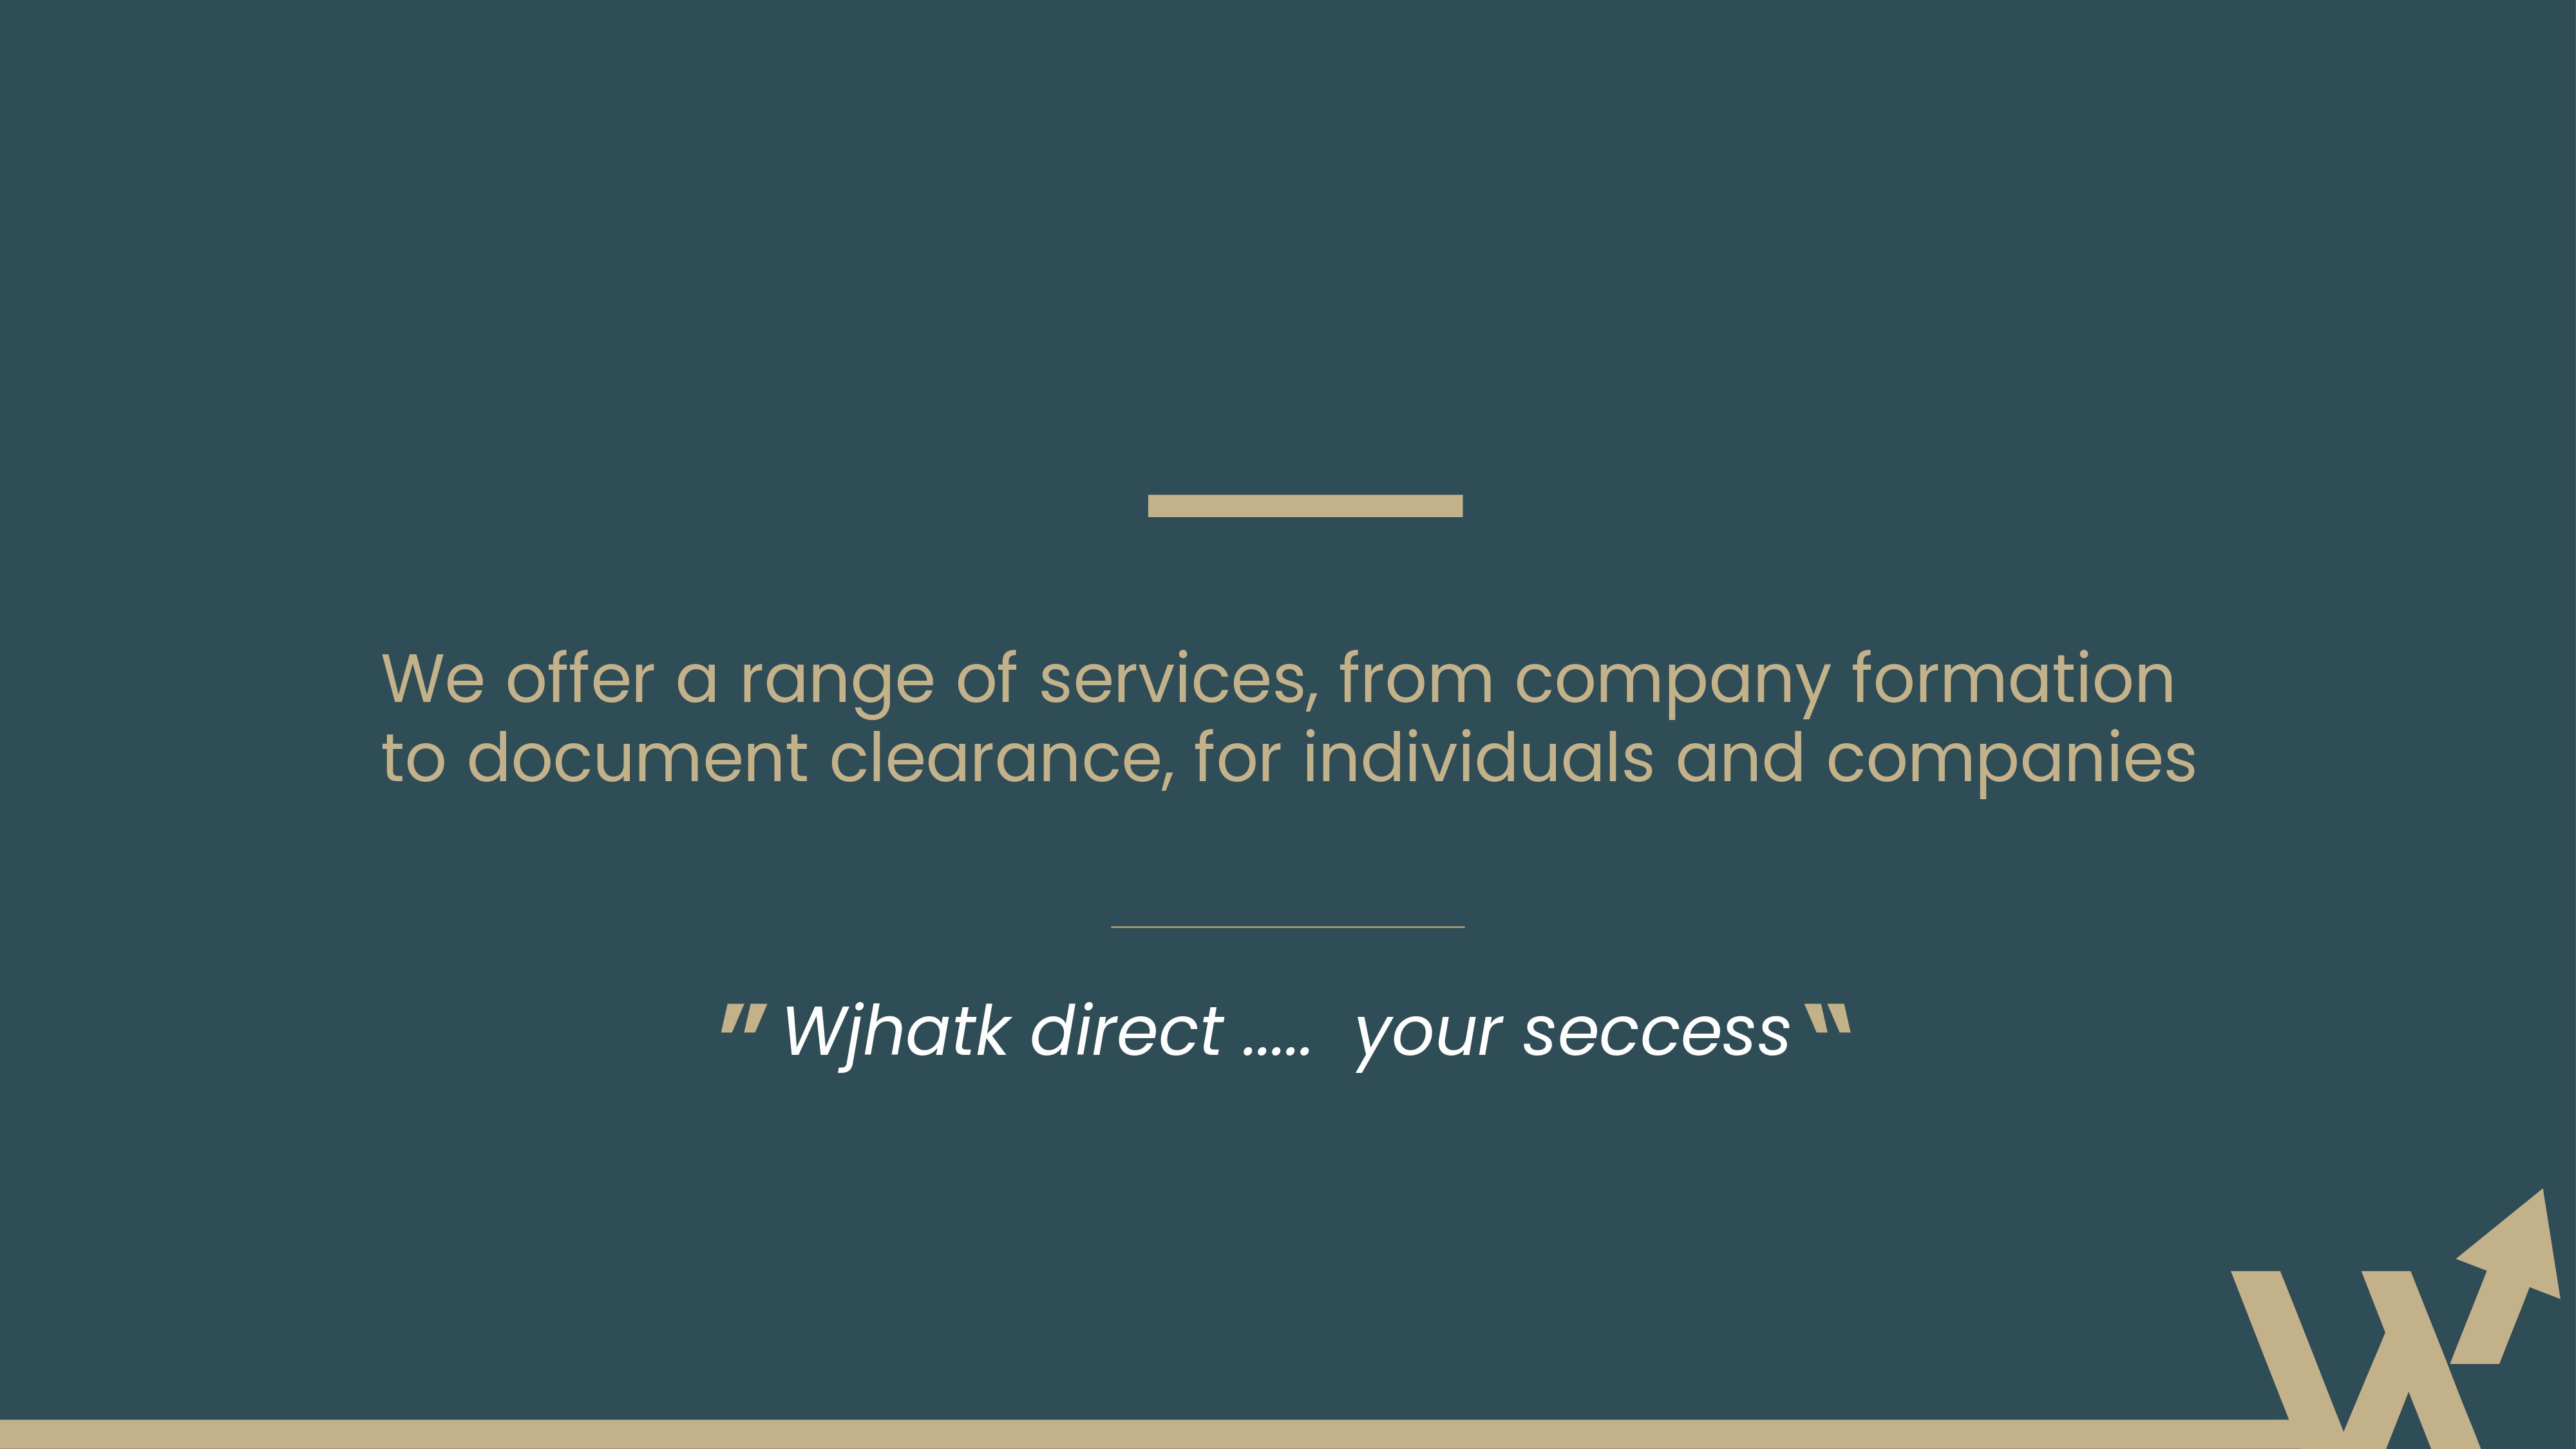 We offer a range of services, from company formation
to document clearance, for individuals and companies
" Wjhatk direct ..... your seccess "
W